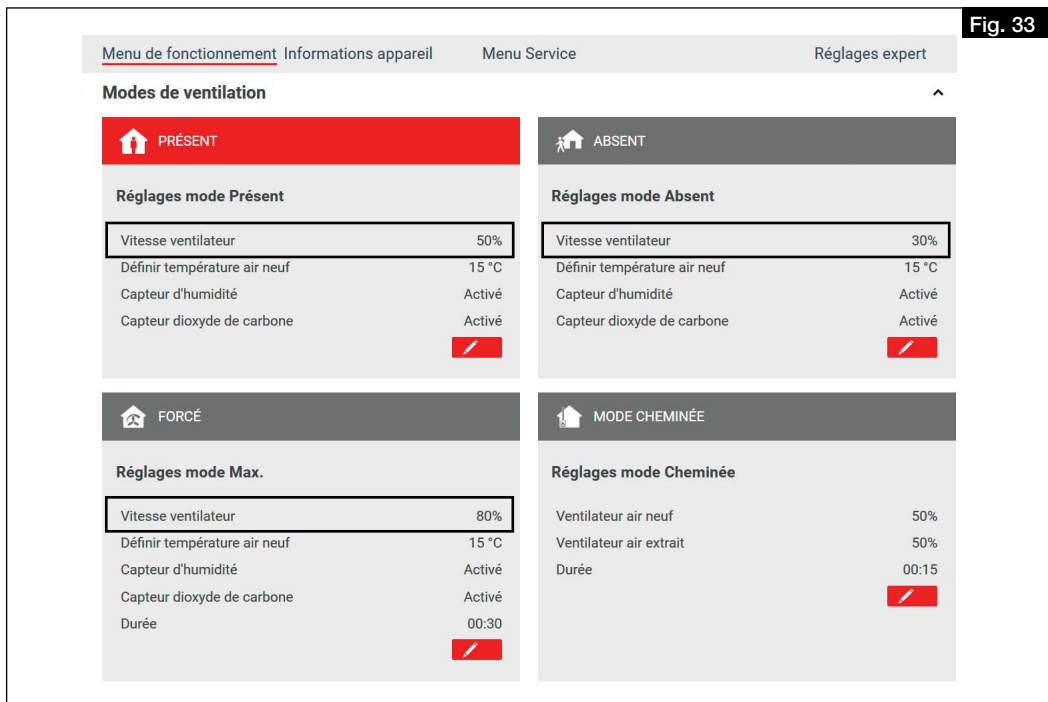 Fig. 33
Menu de fonctionnement Informations appareil Menu Service Réglages expert
Modes de ventilation
PRÉSENT
Réglages mode Présent
Vitesse ventilateur 50%
Définir température air neuf 15 °C
Capteur d'humidité Activé
Capteur dioxyde de carbone Activé
ABSENT
Réglages mode Absent
Vitesse ventilateur 30%
Définir température air neuf 15 °C
Capteur d'humidité Activé
Capteur dioxyde de carbone Activé
FORCÉ
Réglages mode Max.
Vitesse ventilateur 80%
Définir température air neuf 15 °C
Capteur d'humidité Activé
Capteur dioxyde de carbone Activé
Durée 00:30
MODE CHEMINÉE
Réglages mode Cheminée
Ventilateur air neuf 50%
Ventilateur air extrait 50%
Durée 00:15